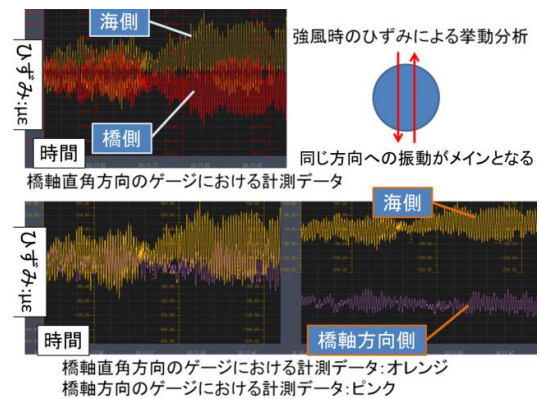 海側
強風時のひずみによる挙動分析
ひずみ:με
橋側
時間
同じ方向への振動がメインとなる
橋軸直角方向のゲージにおける計測データ
海側
ひずみ:με
橋軸方向側
時間
橋軸直角方向のゲージにおける計測データ:オレンジ
橋軸方向のゲージにおける計測データ:ピンク